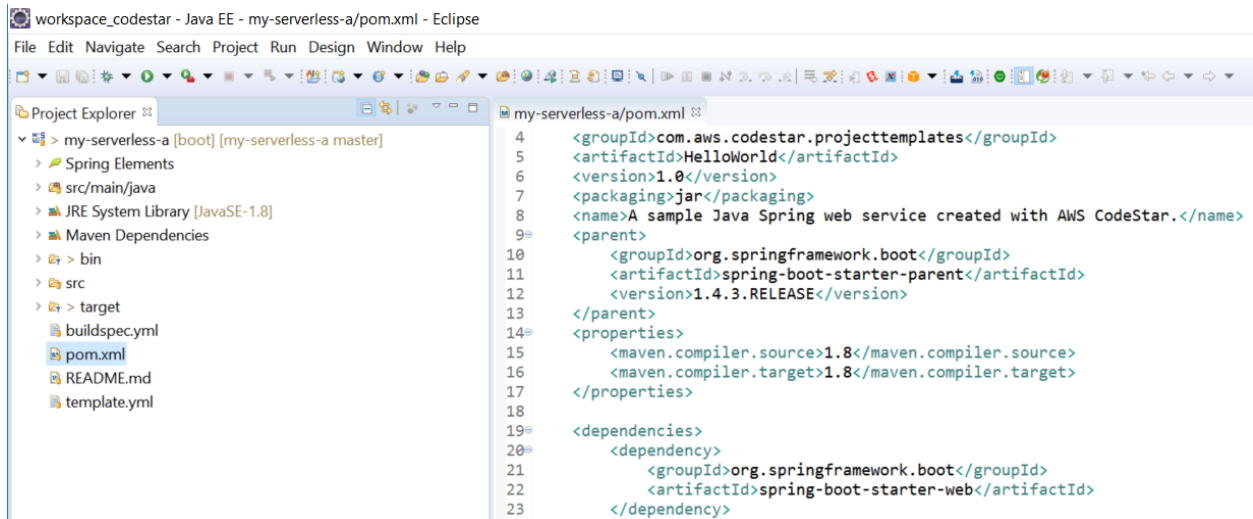 workspace_codestar - Java EE - my-serverless-a/pom.xml - Eclipse
File Edit Navigate Search Project Run Design Window Help
Project Explorer
> my-serverless-a [boot] [my-serverless-a master]
Spring Elements
src/main/java
JRE System Library [JavaSE-1.8]
Maven Dependencies
> bin
src
> target
buildspec.yml
pom.xml
README.md
template.yml
my-serverless-a/pom.xml
4 <groupId>com.aws.codestar.projecttemplates</groupId>
5 <artifactId>HelloWorld</artifactId>
6 <version>1.0</version>
7 <packaging>jar</packaging>
8 <name>A sample Java Spring web service created with AWS CodeStar.</name>
9 <parent>
10 <groupId>org.springframework.boot</groupId>
11 <artifactId>spring-boot-starter-parent</artifactId>
12 <version>1.4.3.RELEASE</version>
13 </parent>
14 <properties>
15 <maven.compiler.source>1.8</maven.compiler.source>
16 <maven.compiler.target>1.8</maven.compiler.target>
17 </properties>
18
19 <dependencies>
20 <dependency>
21 <groupId>org.springframework.boot</groupId>
22 <artifactId>spring-boot-starter-web</artifactId>
23 </dependency>